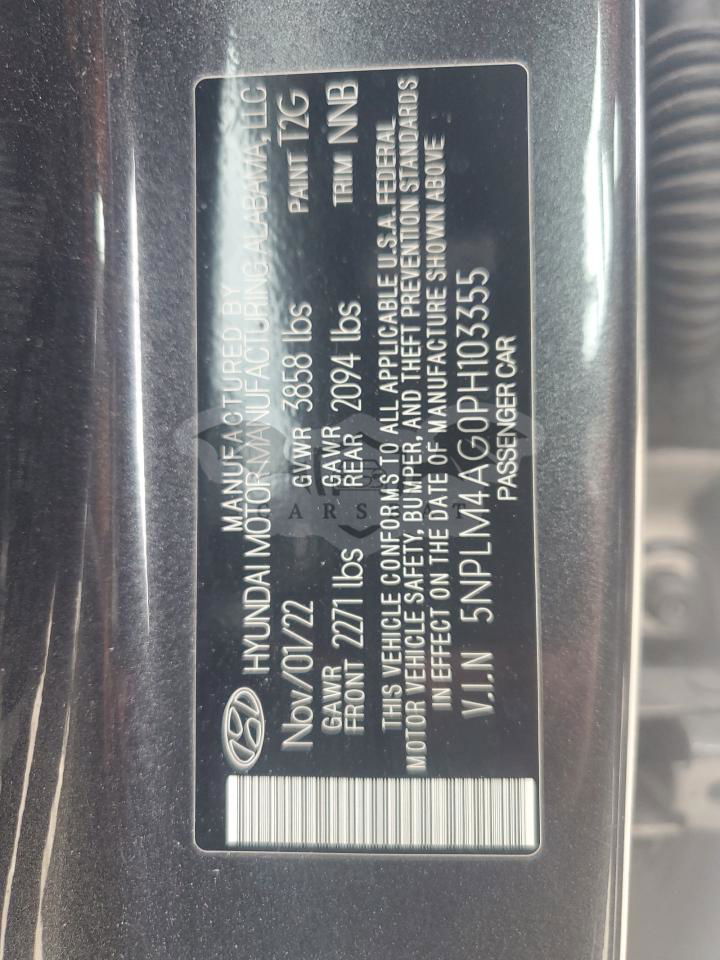 MANUFACTURED BY
HYUNDAI MOTOR MANUFACTURING ALABAMA, LLC
Nov/01/22 GVWR 3858 lbs PAINT T2G
GAWR FRONT 2271 lbs GAWR REAR 2094 lbs TRIM NNB
THIS VEHICLE CONFORMS TO ALL APPLICABLE U.S.A. FEDERAL
MOTOR VEHICLE SAFETY, BUMPER, AND THEFT PREVENTION STANDARDS
IN EFFECT ON THE DATE OF MANUFACTURE SHOWN ABOVE
V.I.N 5NPLM4AG0PH103355
PASSENGER CAR